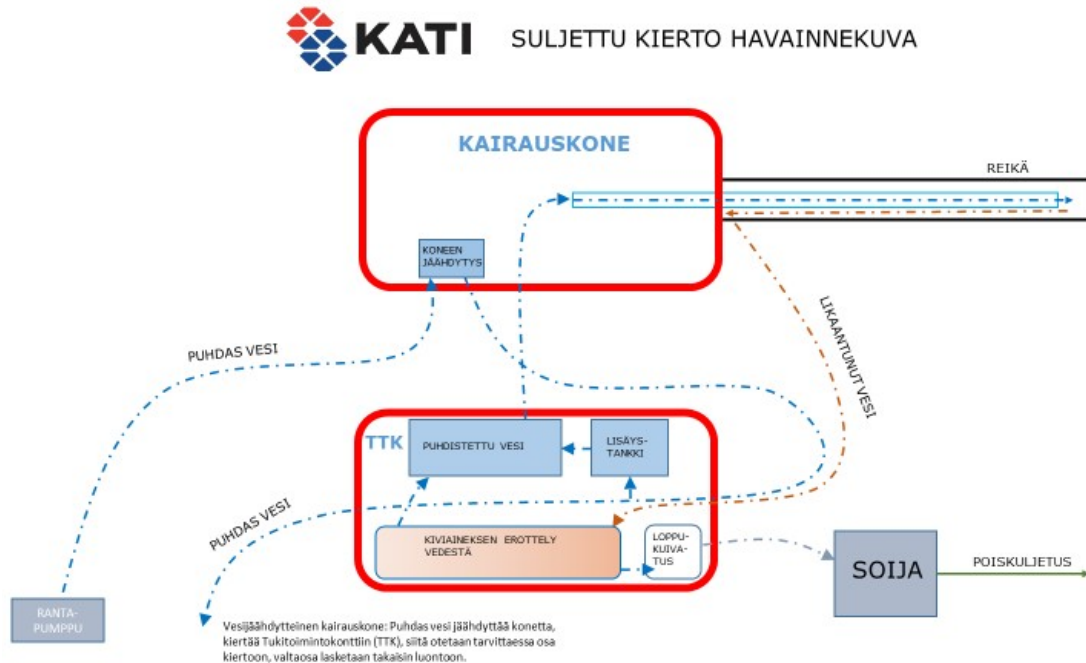 KATI SULJETTU KIERTO HAVAINNEKUVA
KAIRAUSKONE
REIKÄ
KONEEN
JÄÄHDYTYS
PUHDAS VESI
LIKAANTUNUT VESI
TTK
PUHDISTETTU VESI
LISÄYS-
TANKKI
PUHDAS VESI
KIVIAINEKSEN EROTTELY
VEDESTÄ
LOPPU-
KUIVA-
TUS
SOIJA
POISKULJETUS
RANTA-
PUMPPU
Vesijäähdytteinen kairauskone: Puhdas vesi jäähdyttää konetta,
kiertää Tukitoimintokonttiin (TTK), siitä otetaan tarvittaessa osa
kiertoon, valtaosa lasketaan takaisin luontoon.